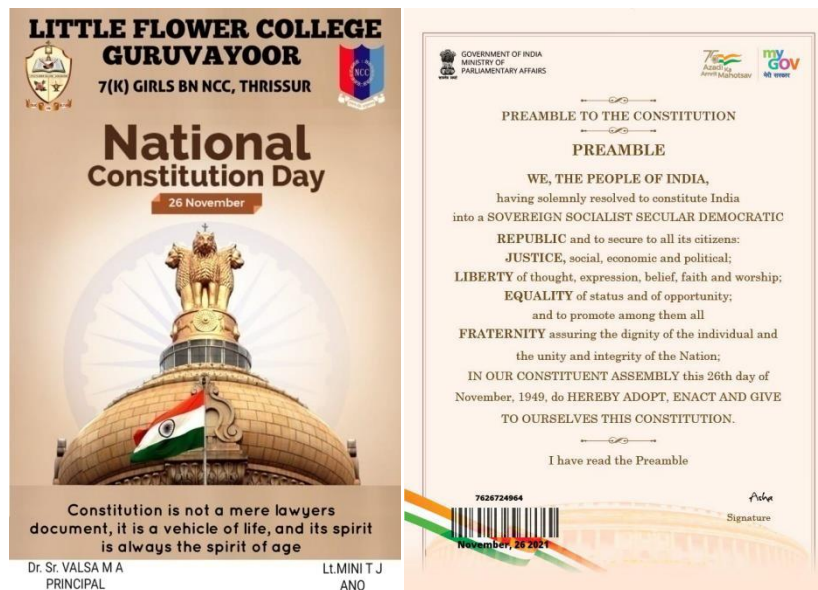 LITTLE FLOWER COLLEGE
GURUVAYOOR
7(K) GIRLS BN NCC, THRISSUR
NCC
National
Constitution Day
26 November
Constitution is not a mere lawyers
document, it is a vehicle of life, and its spirit
is always the spirit of age
Dr. Sr. VALSA M A
PRINCIPAL
Lt.MINI T J
ANO
GOVERNMENT OF INDIA
MINISTRY OF
PARLIAMENTARY AFFAIRS
Azadi Ka
Amrit Mahotsav
my
GOV
मेरी सरकार
PREAMBLE TO THE CONSTITUTION
PREAMBLE
WE, THE PEOPLE OF INDIA,
having solemnly resolved to constitute India
into a SOVEREIGN SOCIALIST SECULAR DEMOCRATIC
REPUBLIC and to secure to all its citizens:
JUSTICE, social, economic and political;
LIBERTY of thought, expression, belief, faith and worship;
EQUALITY of status and of opportunity;
and to promote among them all
FRATERNITY assuring the dignity of the individual and
the unity and integrity of the Nation;
IN OUR CONSTITUENT ASSEMBLY this 26th day of
November, 1949, do HEREBY ADOPT, ENACT AND GIVE
TO OURSELVES THIS CONSTITUTION.
I have read the Preamble
7626724964
November, 26 2021
Asha
Signature